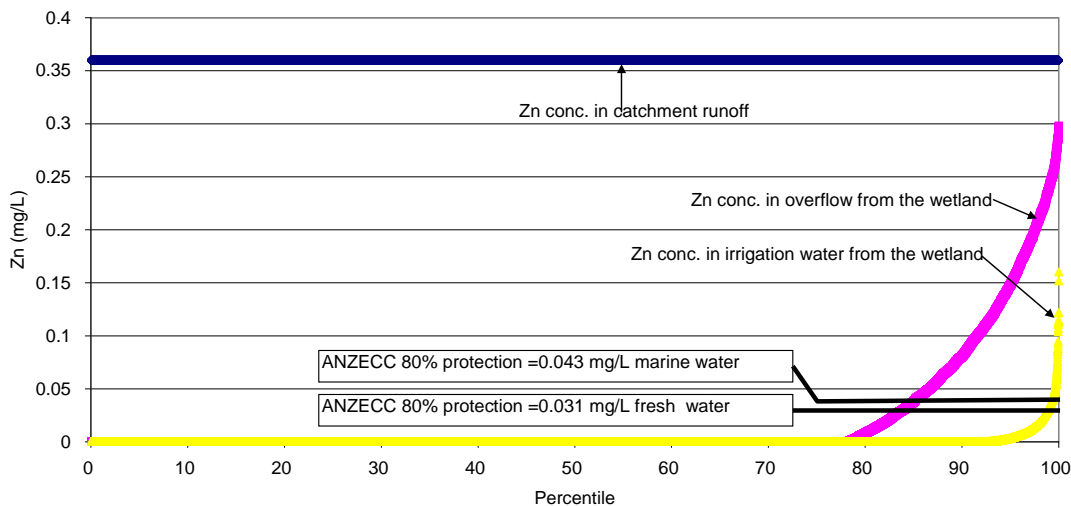 0.4
0.35
0.3
0.25
0.2
0.15
0.1
0.05
0
Zn (mg/L)
Zn conc. in catchment runoff
Zn conc. in overflow from the wetland
Zn conc. in irrigation water from the wetland
ANZECC 80% protection =0.043 mg/L marine water
ANZECC 80% protection =0.031 mg/L fresh  water
0 10 20 30 40 50 60 70 80 90 100
Percentile